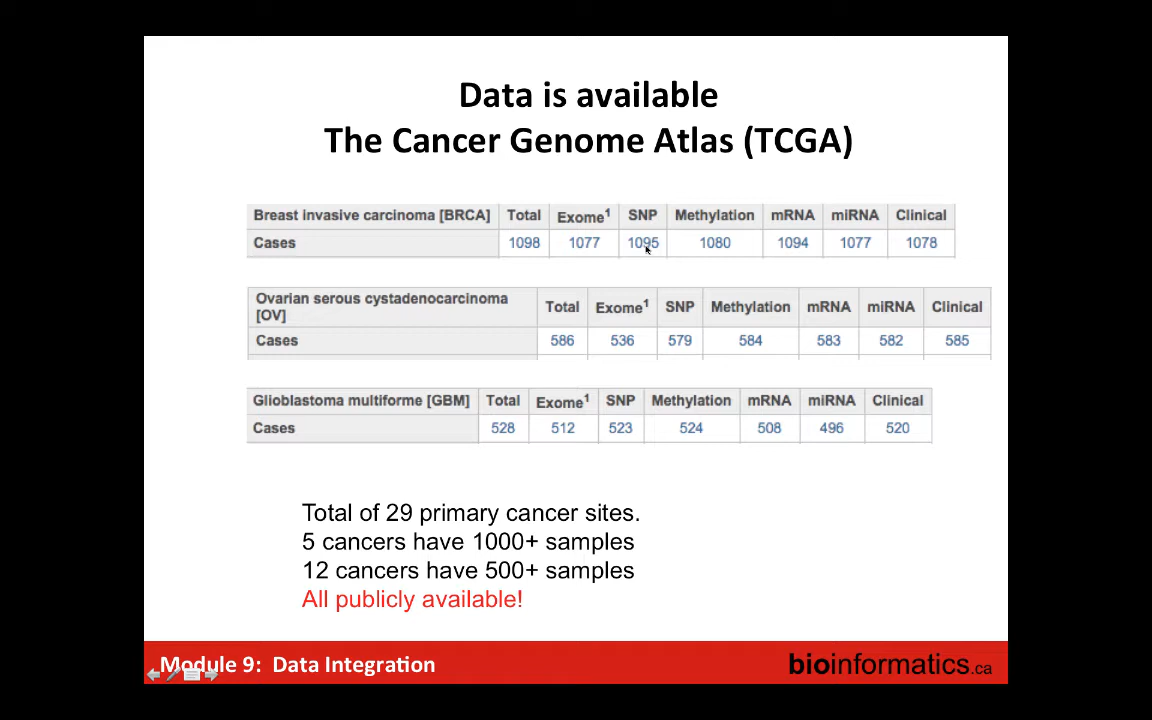 Data is available
The Cancer Genome Atlas (TCGA)
Breast invasive carcinoma [BRCA] Total Exome1 SNP Methylation mRNA miRNA Clinical
Cases 1098 1077 1095 1080 1094 1077 1078
Ovarian serous cystadenocarcinoma
[OV] Total Exome1 SNP Methylation mRNA miRNA Clinical
Cases 586 536 579 584 583 582 585
Glioblastoma multiforme [GBM] Total Exome1 SNP Methylation mRNA miRNA Clinical
Cases 528 512 523 524 508 496 520
Total of 29 primary cancer sites.
5 cancers have 1000+ samples
12 cancers have 500+ samples
All publicly available!
Module 9: Data Integration
bioinformatics.ca